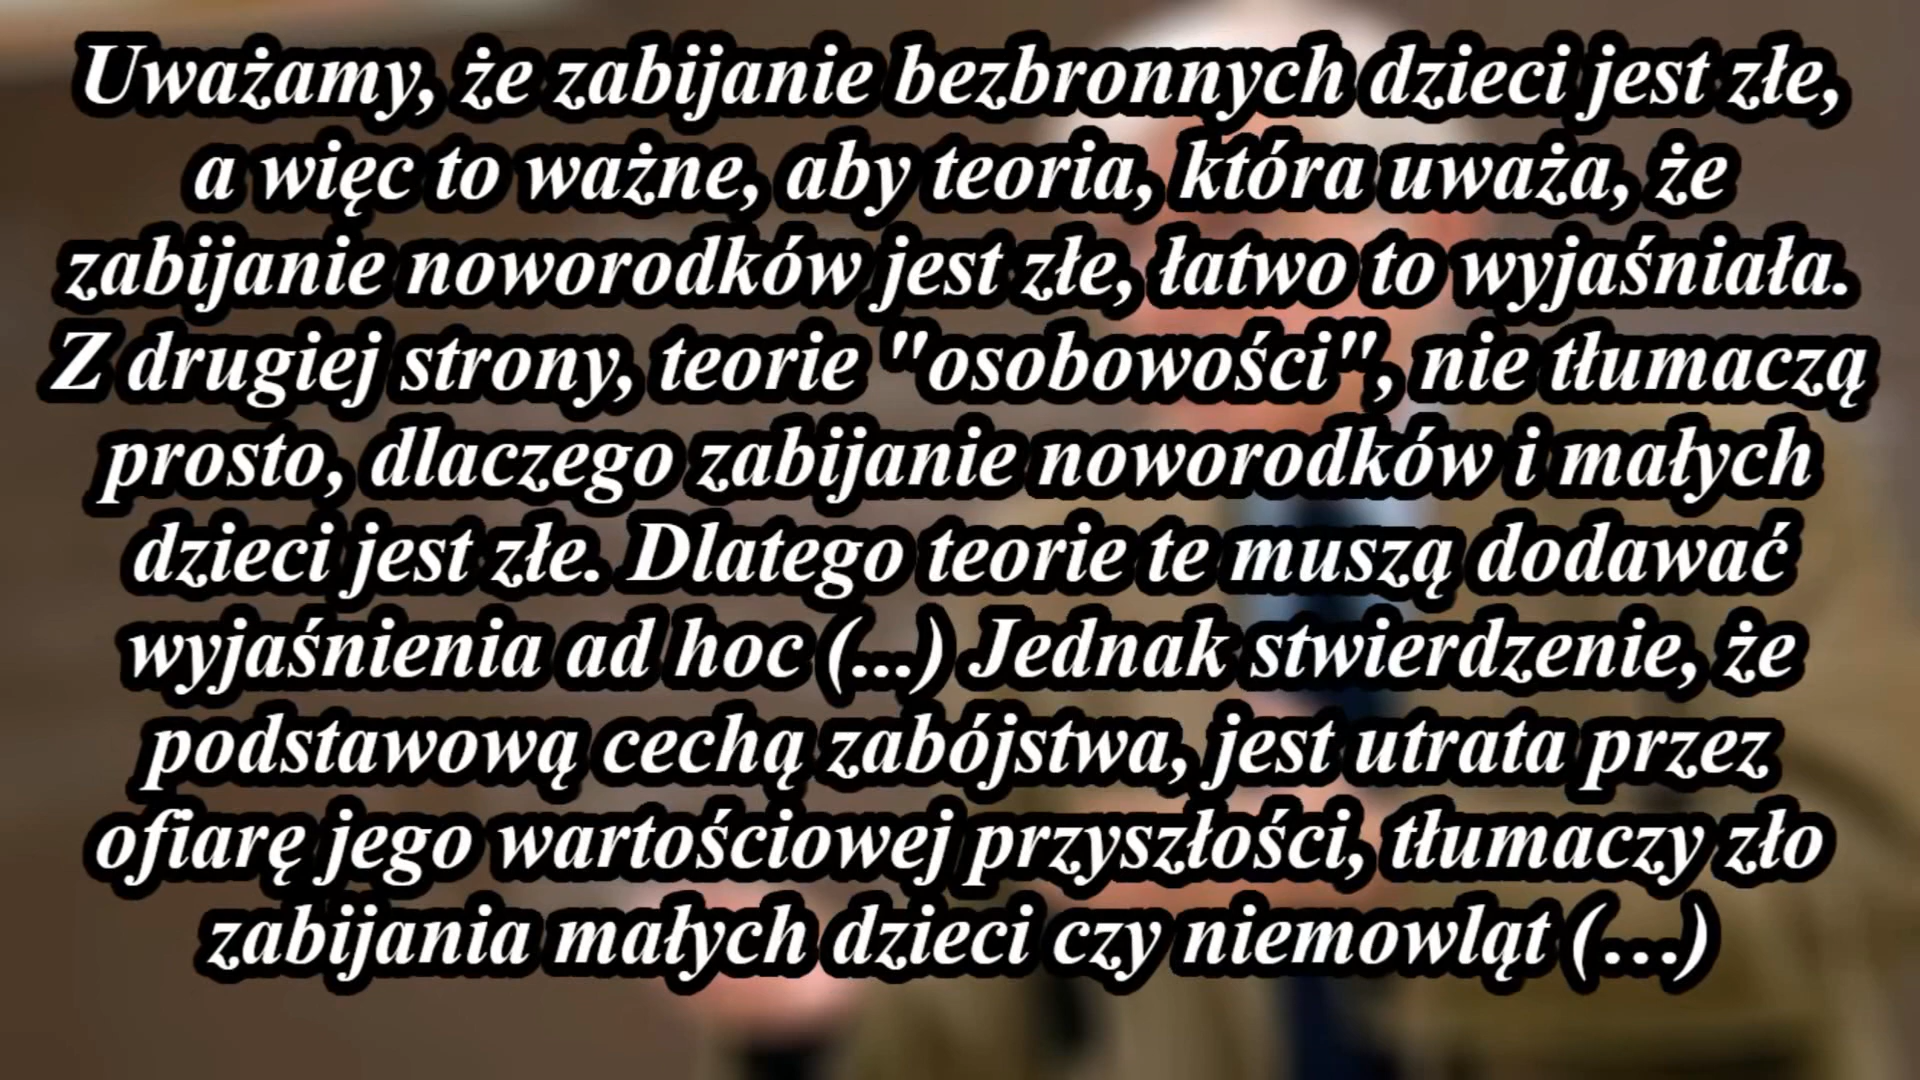 Uważamy, że zabijanie bezbronnych dzieci jest złe,
a więc to ważne, aby teoria, która uważa, że
zabijanie noworodków jest złe, łatwo to wyjaśniała.
Z drugiej strony, teorie "osobowości", nie tłumaczą
prosto, dlaczego zabijanie noworodków i małych
dzieci jest złe. Dlatego teorie te muszą dodawać
wyjaśnienia ad hoc (...) Jednak stwierdzenie, że
podstawową cechą zabójstwa, jest utrata przez
ofiarę jego wartościowej przyszłości, tłumaczy zło
zabijania małych dzieci czy niemowląt (…)